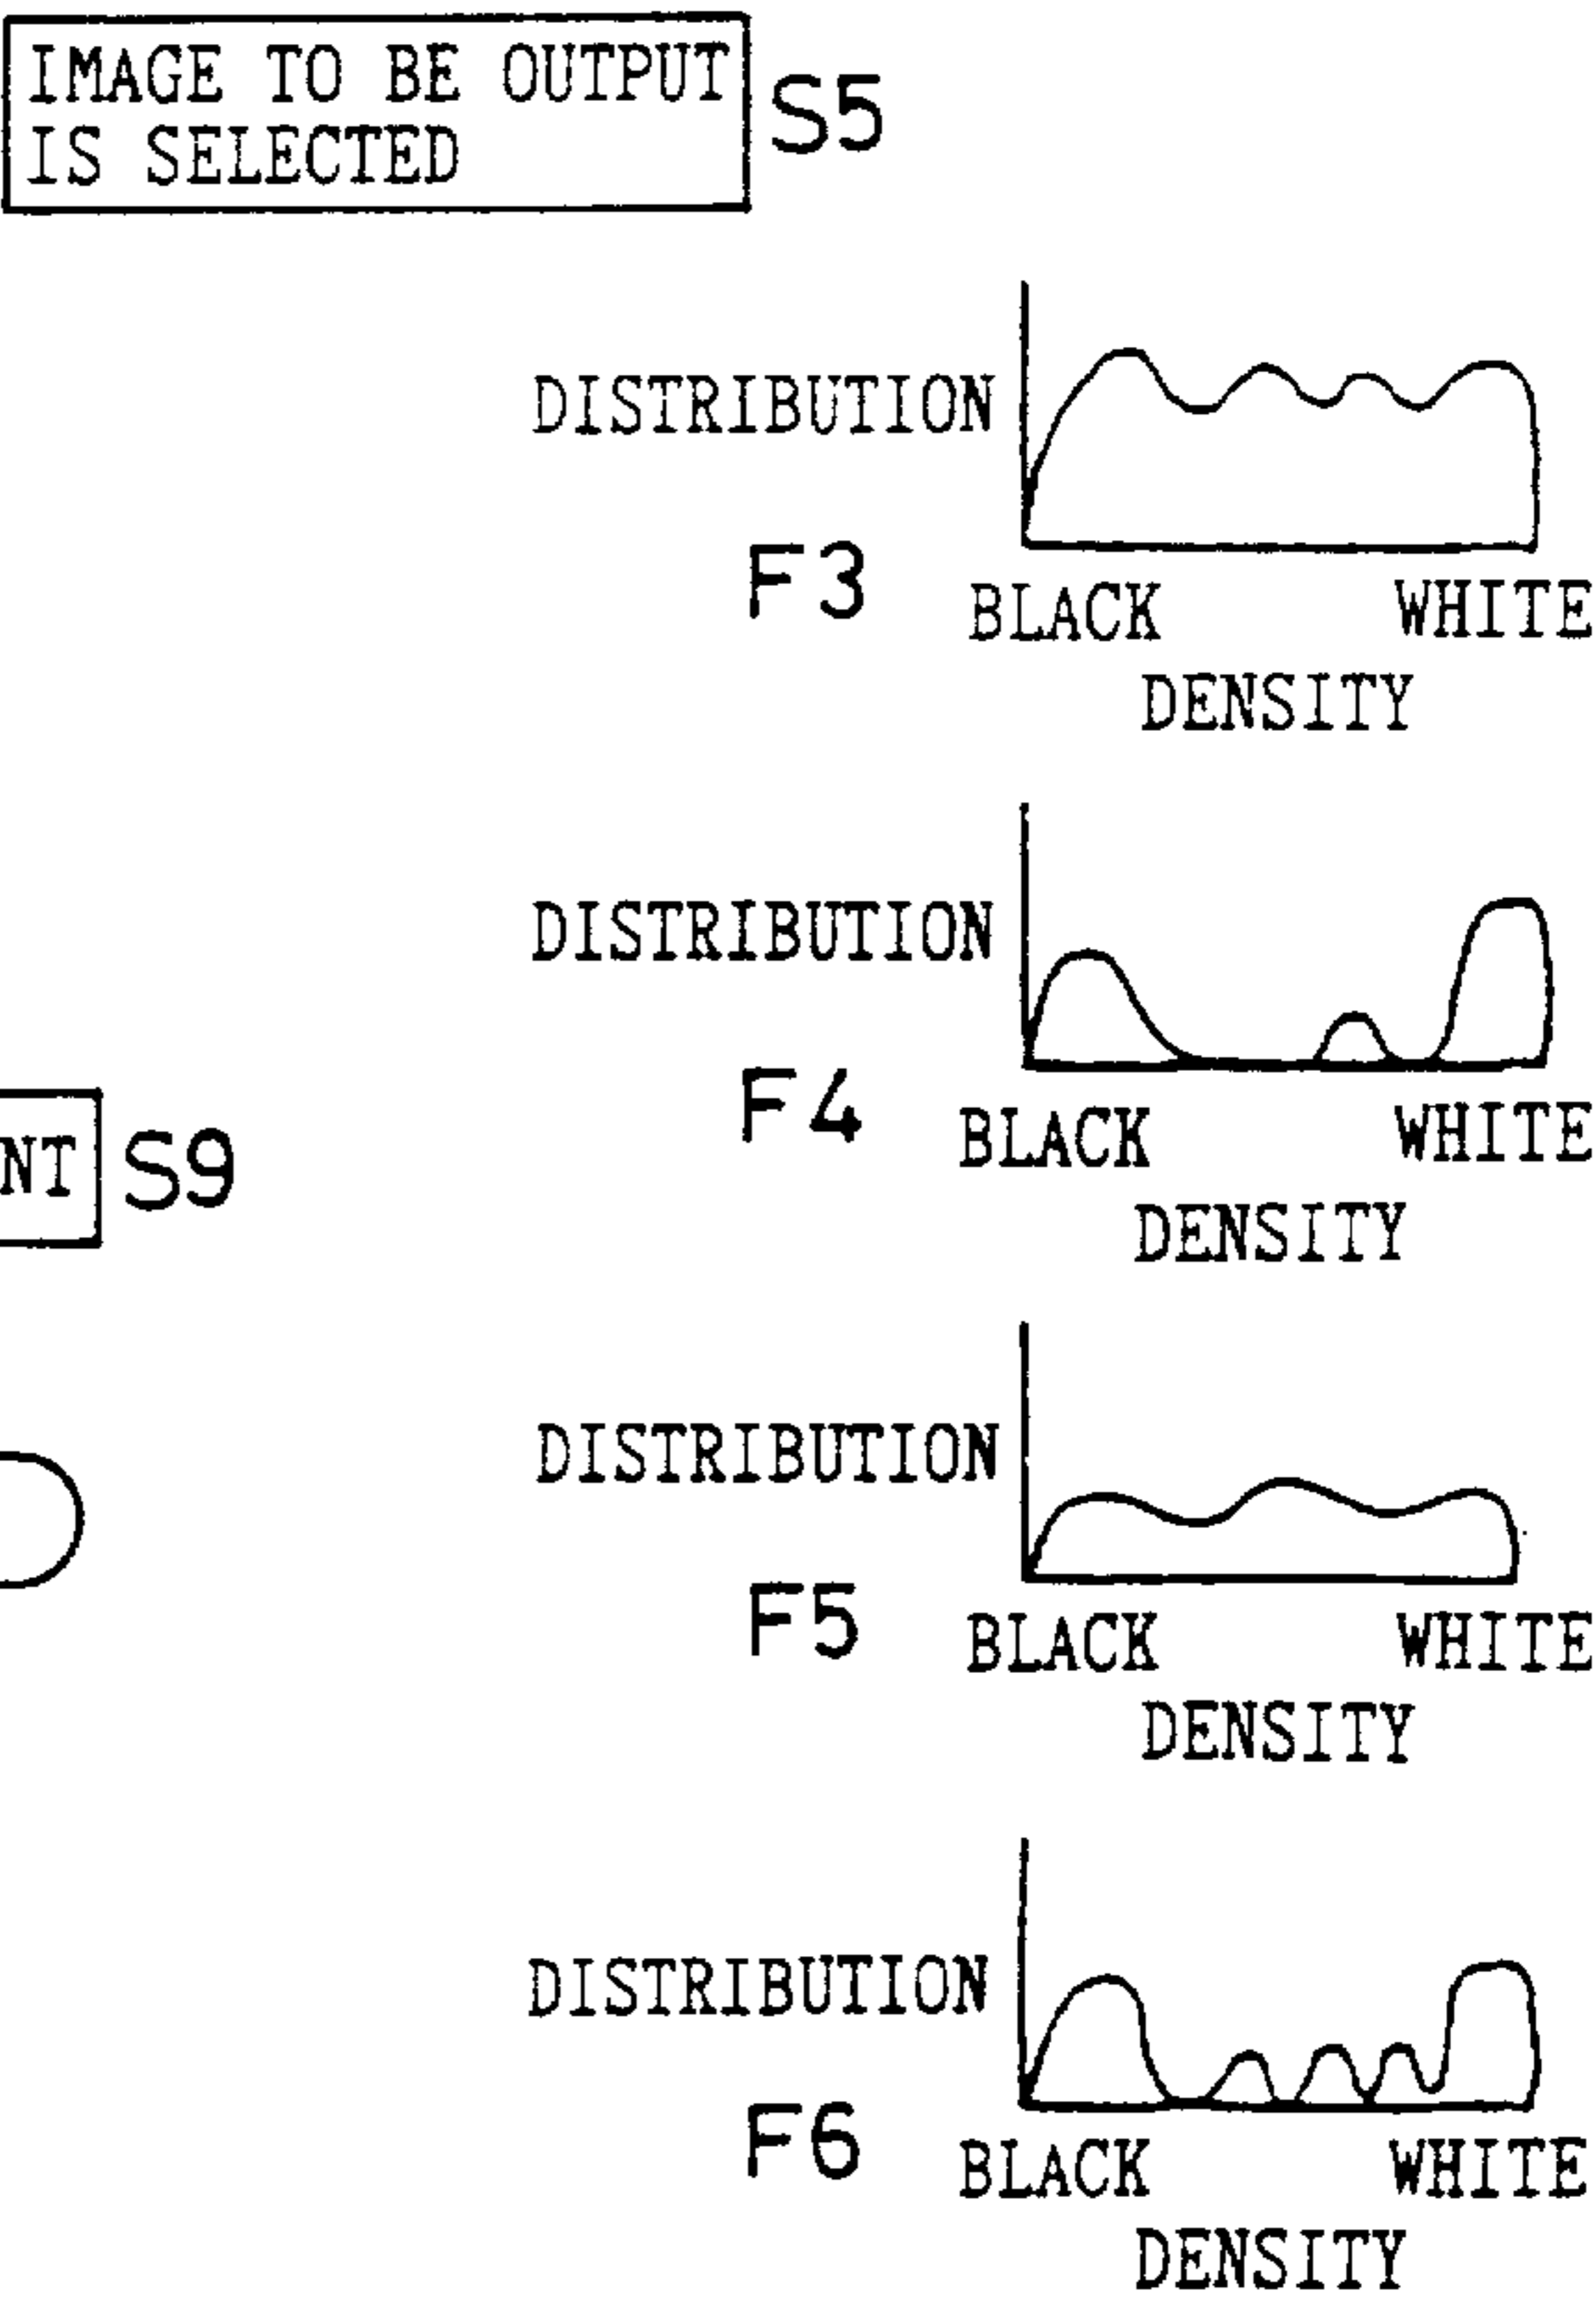 IMAGE TO BE OUTPUT
IS SELECTED
S5
DISTRIBUTION
F3
BLACK WHITE
DENSITY
DISTRIBUTION
F4
BLACK WHITE
DENSITY
NT
S9
DISTRIBUTION
F5
BLACK WHITE
DENSITY
DISTRIBUTION
F6
BLACK WHITE
DENSITY